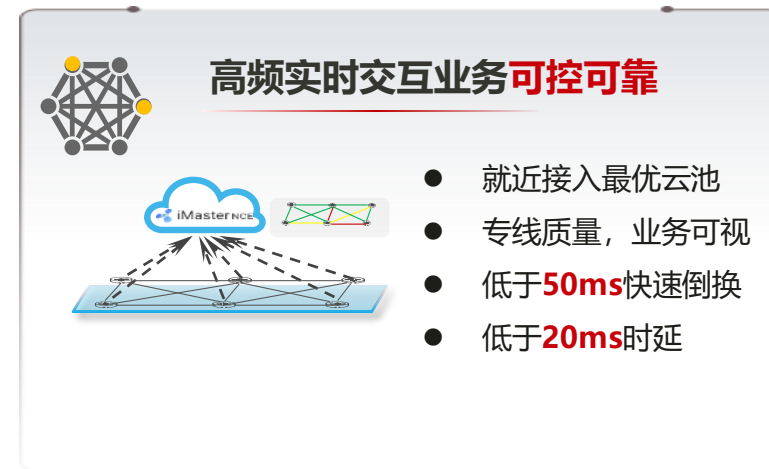 高频实时交互业务可控可靠
iMaster NCE
就近接入最优云池
专线质量，业务可视
低于50ms快速倒换
低于20ms时延